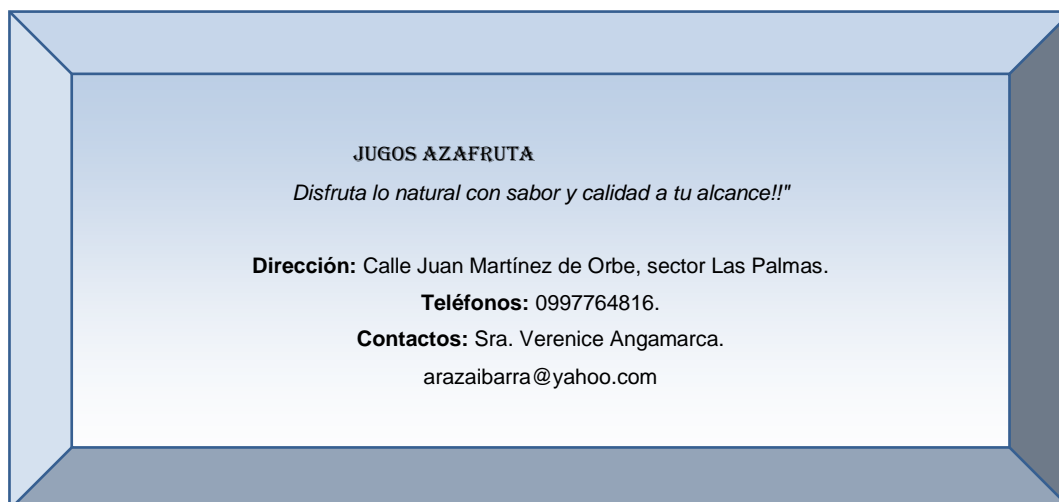 JUGOS AZAFRUTA
Disfruta lo natural con sabor y calidad a tu alcance!!"
Dirección: Calle Juan Martínez de Orbe, sector Las Palmas.
Teléfonos: 0997764816.
Contactos: Sra. Verenice Angamarca.
arazaibarra@yahoo.com